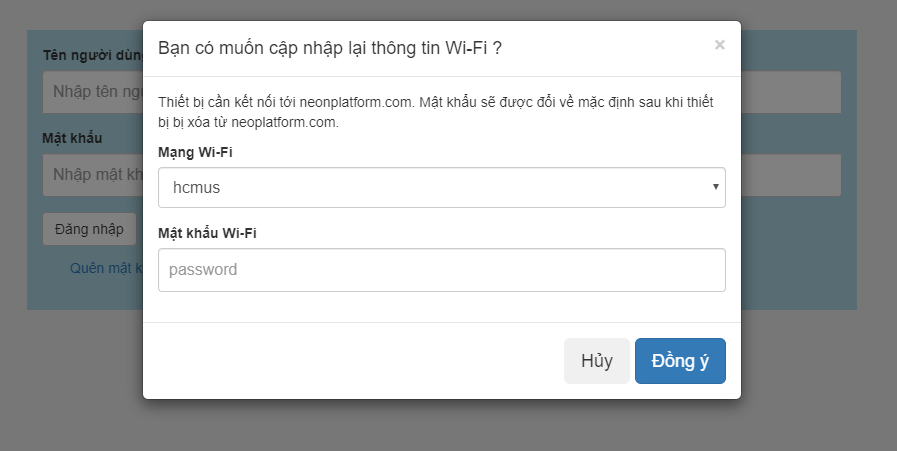 Bạn có muốn cập nhập lại thông tin Wi-Fi ?
×
Thiết bị cần kết nối tới neonplatform.com. Mật khẩu sẽ được đổi về mặc định sau khi thiết
bị bị xóa từ neoplatform.com.
Mạng Wi-Fi
hcmus
Mật khẩu Wi-Fi
password
Hủy Đồng ý
Tên người dùng
Nhập tên
Mật khẩu
Nhập mật
Đăng nhập
Quên mật